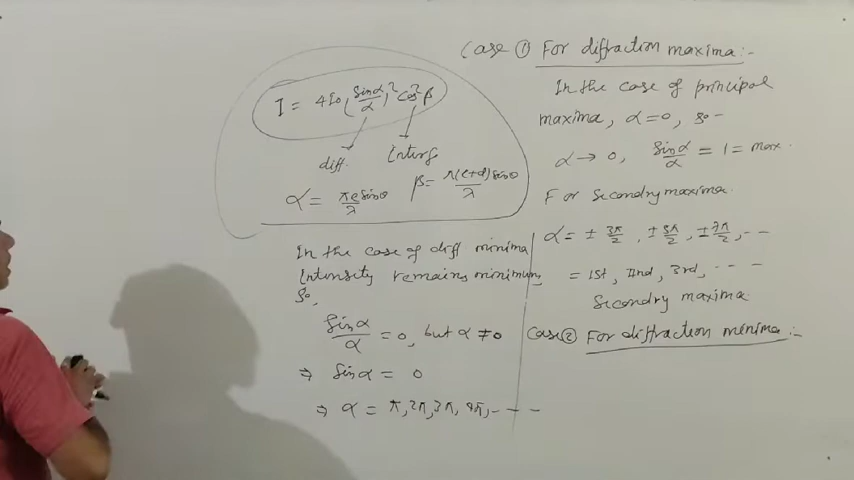 I = 4I₀ (Sinα/α)² Cos²β
diff. Interf
α = πe sinθ/λ β = π(e+d) sinθ/λ
Case ① For diffraction maxima:-
In the case of principal
maxima, α=0, so-
α → 0, Sinα/α = 1 = max.
For Secondry maxima.
α = ± 3π/2, ± 5π/2, ± 7π/2, ---
= 1st, IInd, 3rd, ---
Secondry maxima
Case② For diffraction minima:-
In the case of diff minima
Intensity remains minimum,
So,
Sinα/α = 0, but α ≠ 0
⇒ Sinα = 0
⇒ α = π, 2π, 3π, 4π, ---